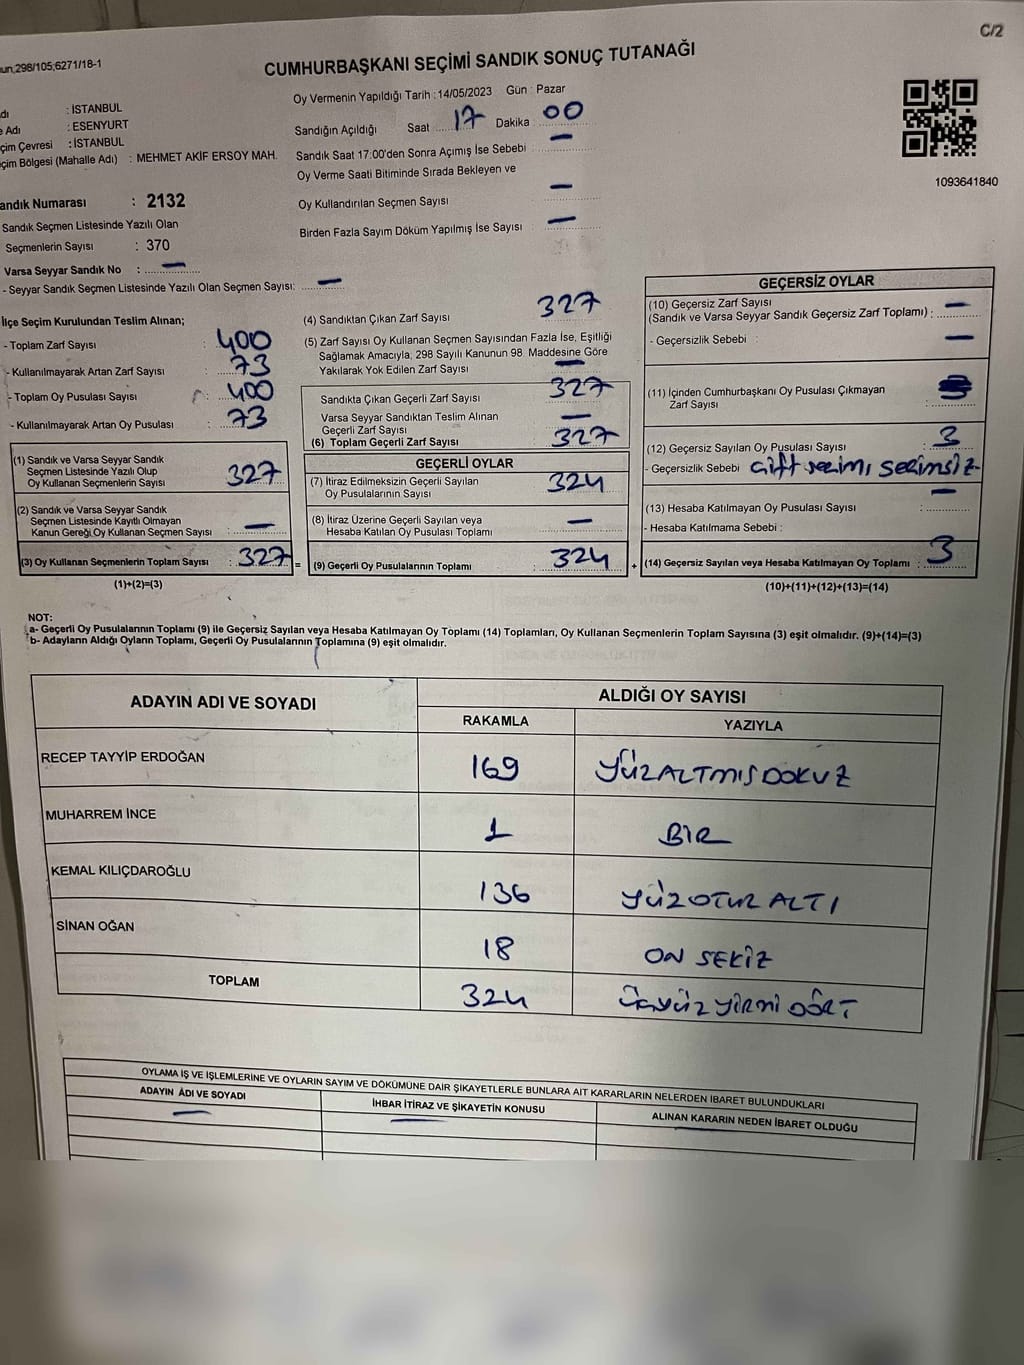 C/2
un;298/105;6271/18-1
CUMHURBAŞKANI SEÇİMİ SANDIK SONUÇ TUTANAĞI
Oy Vermenin Yapıldığı Tarih : 14/05/2023 Gün : Pazar
dı : İSTANBUL
e Adı : ESENYURT
çim Çevresi : İSTANBUL
çim Bölgesi (Mahalle Adı) : MEHMET AKİF ERSOY MAH.
Sandığın Açıldığı Saat 17 Dakika 00
Sandık Saat 17:00'den Sonra Açımış İse Sebebi : —
Oy Verme Saati Bitiminde Sırada Bekleyen ve
Oy Kullandırılan Seçmen Sayısı —
Birden Fazla Sayım Döküm Yapılmış İse Sayısı : —
1093641840
andık Numarası : 2132
Sandık Seçmen Listesinde Yazılı Olan
Seçmenlerin Sayısı : 370
Varsa Seyyar Sandık No : —
- Seyyar Sandık Seçmen Listesinde Yazılı Olan Seçmen Sayısı: —
İlçe Seçim Kurulundan Teslim Alınan;
- Toplam Zarf Sayısı : 400
- Kullanılmayarak Artan Zarf Sayısı : 73
- Toplam Oy Pusulası Sayısı : 400
- Kullanılmayarak Artan Oy Pusulası : 73
(1) Sandık ve Varsa Seyyar Sandık
Seçmen Listesinde Yazılı Olup
Oy Kullanan Seçmenlerin Sayısı : 327
(2) Sandık ve Varsa Seyyar Sandık
Seçmen Listesinde Kayıtlı Olmayan
Kanun Gereği Oy Kullanan Seçmen Sayısı : —
(3) Oy Kullanan Seçmenlerin Toplam Sayısı : 327 =
(1)+(2)=(3)
(4) Sandıktan Çıkan Zarf Sayısı : 327
(5) Zarf Sayısı Oy Kullanan Seçmen Sayısından Fazla İse, Eşitliği
Sağlamak Amacıyla, 298 Sayılı Kanunun 98. Maddesine Göre
Yakılarak Yok Edilen Zarf Sayısı —
Sandıkta Çıkan Geçerli Zarf Sayısı : 327
Varsa Seyyar Sandıktan Teslim Alınan
Geçerli Zarf Sayısı : —
(6) Toplam Geçerli Zarf Sayısı : 327
GEÇERLİ OYLAR
(7) İtiraz Edilmeksizin Geçerli Sayılan
Oy Pusulalarının Sayısı : 324
(8) İtiraz Üzerine Geçerli Sayılan veya
Hesaba Katılan Oy Pusulası Toplamı : —
(9) Geçerli Oy Pusulalarının Toplamı : 324 +
GEÇERSİZ OYLAR
(10) Geçersiz Zarf Sayısı
(Sandık ve Varsa Seyyar Sandık Geçersiz Zarf Toplamı) : —
- Geçersizlik Sebebi : —
(11) İçinden Cumhurbaşkanı Oy Pusulası Çıkmayan
Zarf Sayısı :
(12) Geçersiz Sayılan Oy Pusulası Sayısı : 3
- Geçersizlik Sebebi Çift seçimi seçimsiz
(13) Hesaba Katılmayan Oy Pusulası Sayısı : —
- Hesaba Katılmama Sebebi :
(14) Geçersiz Sayılan veya Hesaba Katılmayan Oy Toplamı : 3
(10)+(11)+(12)+(13)=(14)
NOT:
a- Geçerli Oy Pusulalarının Toplamı (9) ile Geçersiz Sayılan veya Hesaba Katılmayan Oy Toplamı (14) Toplamları, Oy Kullanan Seçmenlerin Toplam Sayısına (3) eşit olmalıdır. (9)+(14)=(3)
b- Adayların Aldığı Oyların Toplamı, Geçerli Oy Pusulalarının Toplamına (9) eşit olmalıdır.
ADAYIN ADI VE SOYADI ALDIĞI OY SAYISI
RAKAMLA YAZIYLA
RECEP TAYYİP ERDOĞAN 169 YÜZALTMIŞDOKUZ
MUHARREM İNCE 1 BİR
KEMAL KILIÇDAROĞLU 136 YÜZOTUZ ALTI
SİNAN OĞAN 18 ON SEKİZ
TOPLAM 324 ÜÇYÜZ YİRMİ DÖRT
OYLAMA İŞ VE İŞLEMLERİNE VE OYLARIN SAYIM VE DÖKÜMÜNE DAİR ŞİKAYETLERLE BUNLARA AİT KARARLARIN NELERDEN İBARET BULUNDUKLARI
ADAYIN ADI VE SOYADI İHBAR İTİRAZ VE ŞİKAYETİN KONUSU ALINAN KARARIN NEDEN İBARET OLDUĞU
— —